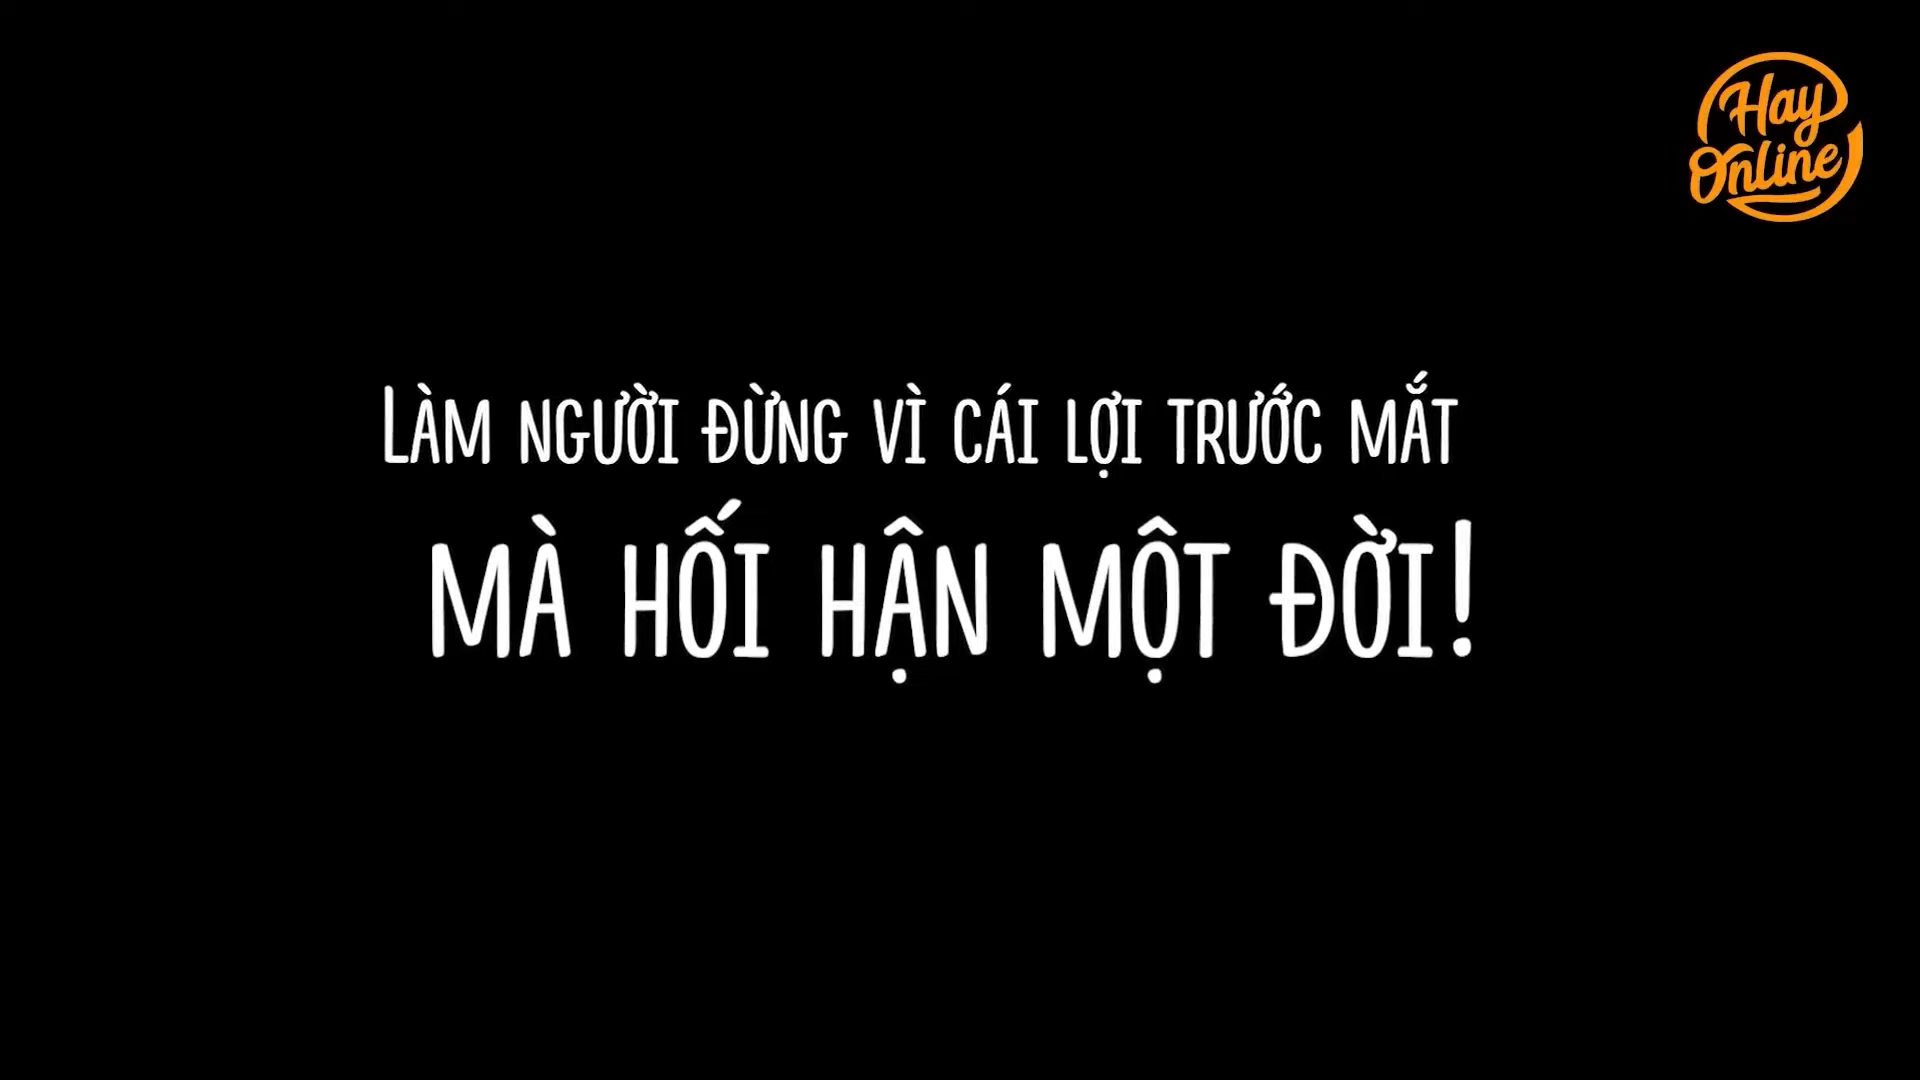 Hay
Online
LÀM NGƯỜI ĐỪNG VÌ CÁI LỢI TRƯỚC MẮT
MÀ HỐI HẬN MỘT ĐỜI!